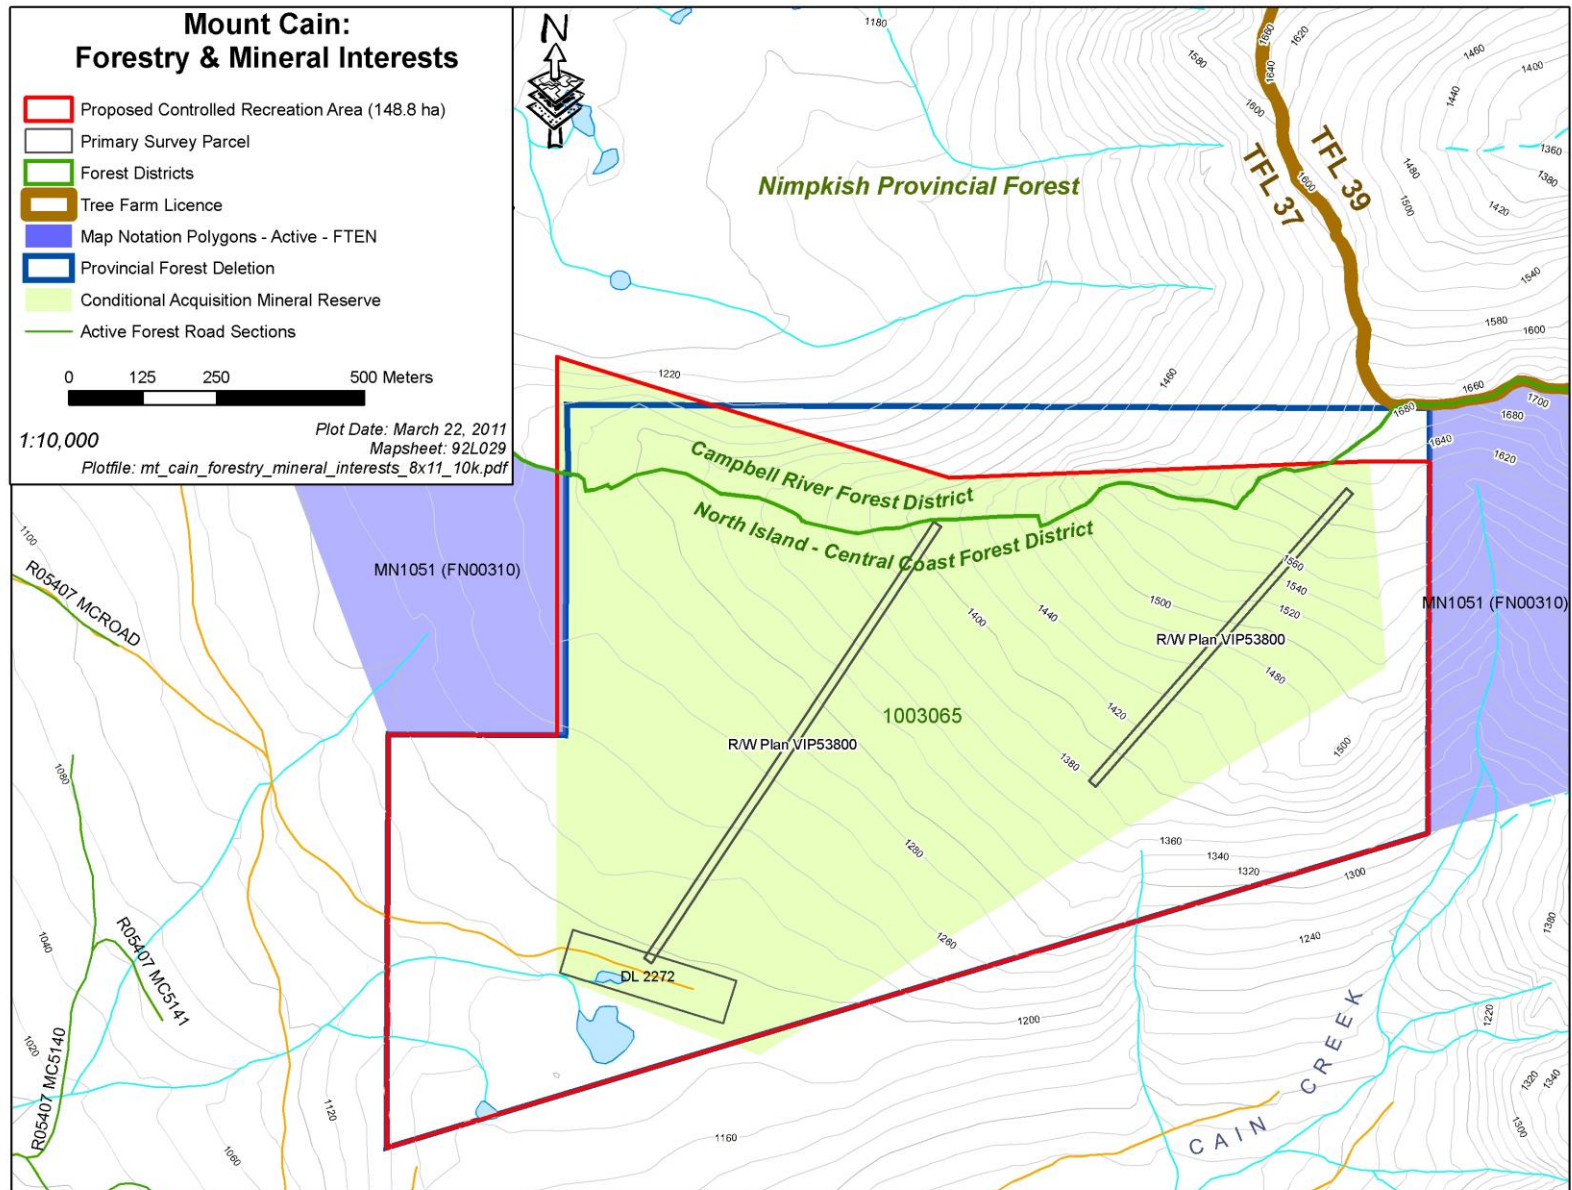 Mount Cain:
Forestry & Mineral Interests
Proposed Controlled Recreation Area (148.8 ha)
Primary Survey Parcel
Forest Districts
Tree Farm Licence
Map Notation Polygons - Active - FTEN
Provincial Forest Deletion
Conditional Acquisition Mineral Reserve
Active Forest Road Sections
0 125 250 500 Meters
1:10,000
Plot Date: March 22, 2011
Mapsheet: 92L029
Plotfile: mt_cain_forestry_mineral_interests_8x11_10k.pdf
N
1180
1580
1660
1620
1640
1600
1460
1400
1440
1360
1380
1480
1420
1500
TFL 39
TFL 37
1600
Nimpkish Provincial Forest
1540
1580
1600
1220
1460
1660
1700
1680
1680
1640
1620
Campbell River Forest District
North Island - Central Coast Forest District
MN1051 (FN00310)
MN1051 (FN00310)
1100
R05407 MCROAD
1560
1540
1520
1500
1440
1400
R/W Plan VIP53800
1480
1420
1003065
R/W Plan VIP53800
1500
1380
1080
1280
1360
1340
1320
1300
1380
1040
R05407 MC5141
1260
1240
DL 2272
1020
R05407 MC5140
1200
1220
1120
1060
1160
CAIN CREEK
1320
1340
1300